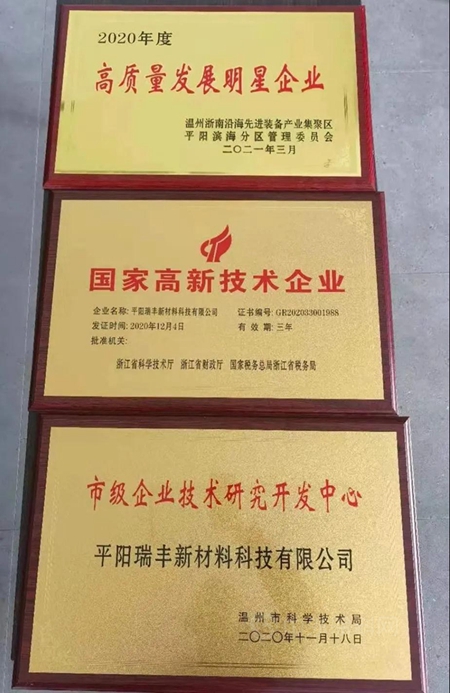 2020年度
高质量发展明星企业
温州浙南沿海先进装备产业集聚区
平阳滨海分区管理委员会
二〇二一年三月
国家高新技术企业
企业名称: 平阳瑞丰新材料科技有限公司 证书编号: GR202033001988
发证时间: 2020年12月4日 有 效 期: 三年
批准机关:
浙江省科学技术厅 浙江省财政厅 国家税务总局浙江省税务局
市级企业技术研究开发中心
平阳瑞丰新材料科技有限公司
温州市科学技术局
二〇二〇年十一月十八日